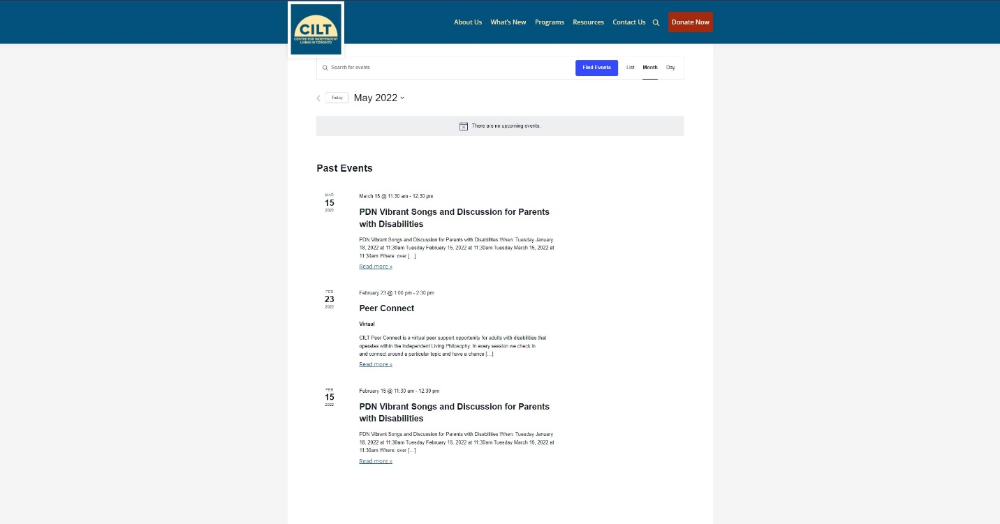 CILT
CENTRE FOR INDEPENDENT
LIVING IN TORONTO
About Us
What's New
Programs
Resources
Contact Us
Donate Now
Search for events
Find Events
List
Month
Day
Today
May 2022
There are no upcoming events.
Past Events
MAR
15
2022
March 15 @ 11:30 am - 12:30 pm
PDN Vibrant Songs and Discussion for Parents
with Disabilities
PDN Vibrant Songs and Discussion for Parents with Disabilities When: Tuesday January
18, 2022 at 11:30am Tuesday February 15, 2022 at 11:30am Tuesday March 15, 2022 at
11:30am Where: over […]
Read more »
FEB
23
2022
February 23 @ 1:00 pm - 2:30 pm
Peer Connect
Virtual
CILT Peer Connect is a virtual peer support opportunity for adults with disabilities that
operates within the Independent Living Philosophy. In every session we check in
and connect around a particular topic and have a chance […]
Read more »
FEB
15
2022
February 15 @ 11:30 am - 12:30 pm
PDN Vibrant Songs and Discussion for Parents
with Disabilities
PDN Vibrant Songs and Discussion for Parents with Disabilities When: Tuesday January
18, 2022 at 11:30am Tuesday February 15, 2022 at 11:30am Tuesday March 15, 2022 at
11:30am Where: over […]
Read more »